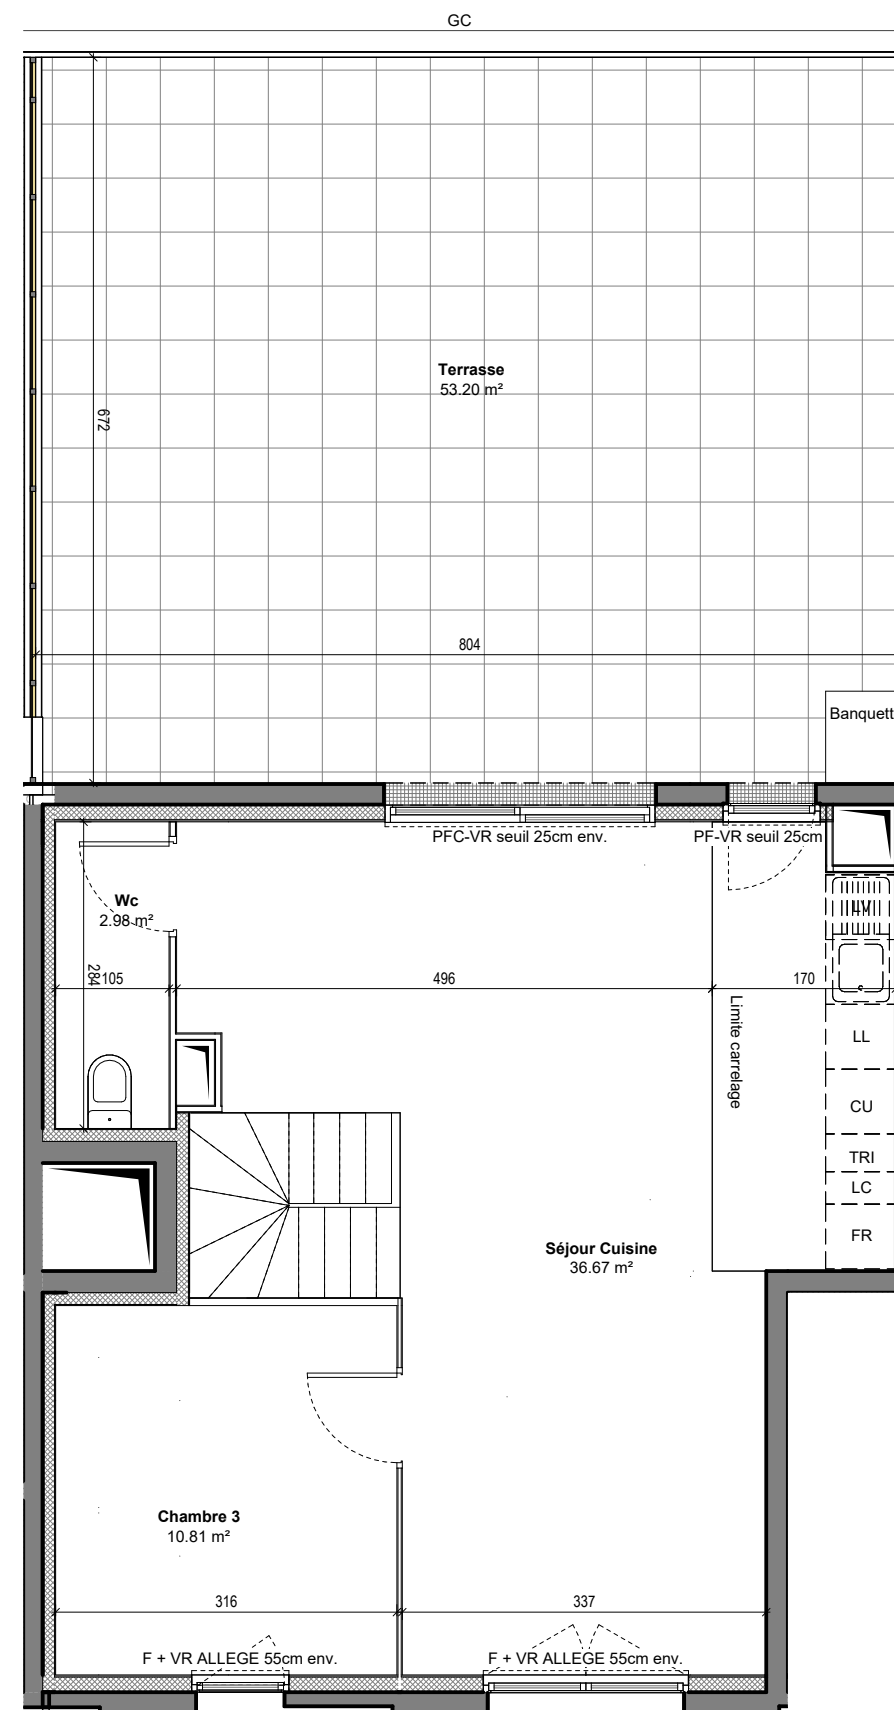 GC
Terrasse
53.20 m²
672
804
Banquett
PFC-VR seuil 25cm env.
PF-VR seuil 25cm
Wc
2.98 m²
LV
284
105
496
170
Limite carrelage
LL
CU
TRI
LC
FR
Séjour Cuisine
36.67 m²
Chambre 3
10.81 m²
316
337
F + VR ALLEGE 55cm env.
F + VR ALLEGE 55cm env.